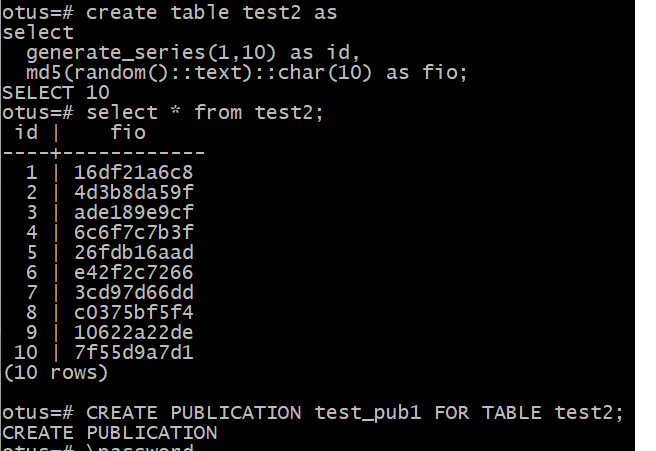 otus=# create table test2 as
select
  generate_series(1,10) as id,
  md5(random()::text)::char(10) as fio;
SELECT 10
otus=# select * from test2;
 id |    fio
----+------------
  1 | 16df21a6c8
  2 | 4d3b8da59f
  3 | ade189e9cf
  4 | 6c6f7c7b3f
  5 | 26fdb16aad
  6 | e42f2c7266
  7 | 3cd97d66dd
  8 | c0375bf5f4
  9 | 10622a22de
 10 | 7f55d9a7d1
(10 rows)

otus=# CREATE PUBLICATION test_pub1 FOR TABLE test2;
CREATE PUBLICATION
otus=# \password